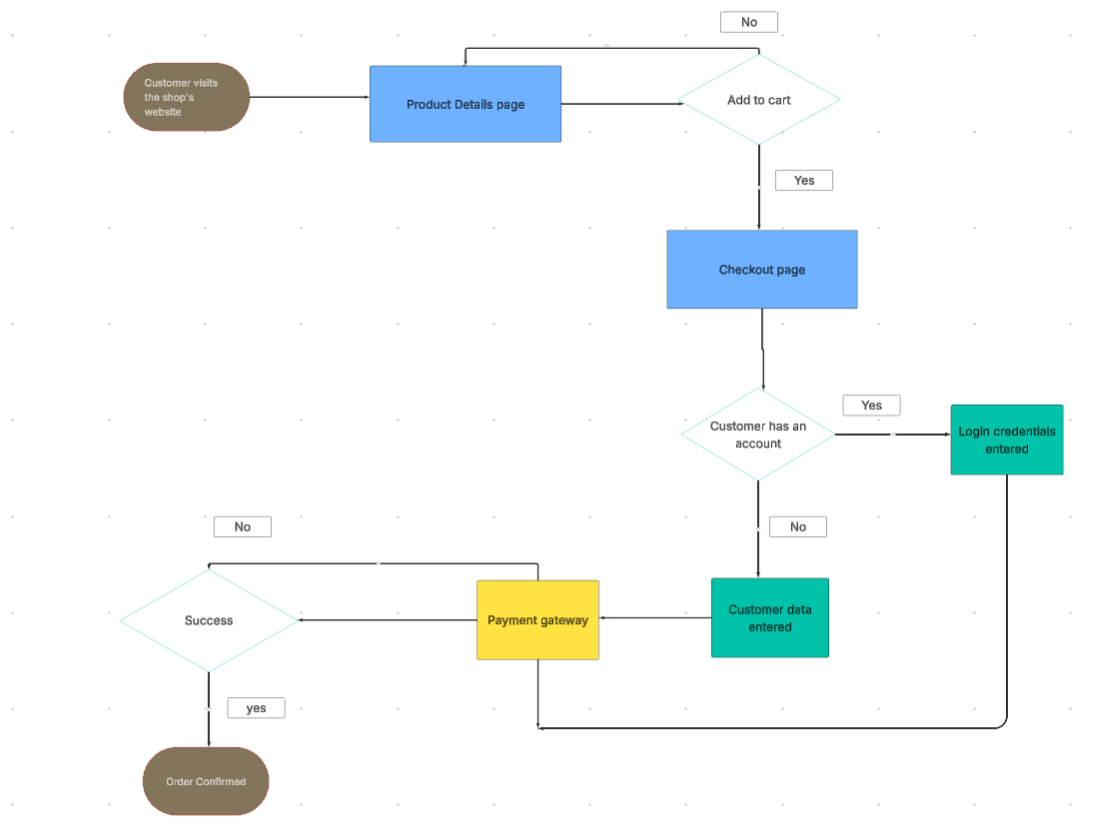 No
Customer visits
the shop's
website
Product Details page
Add to cart
Yes
Checkout page
Yes
Customer has an
account
Login credentials
entered
No
No
Customer data
entered
Success
Payment gateway
yes
Order Confirmed